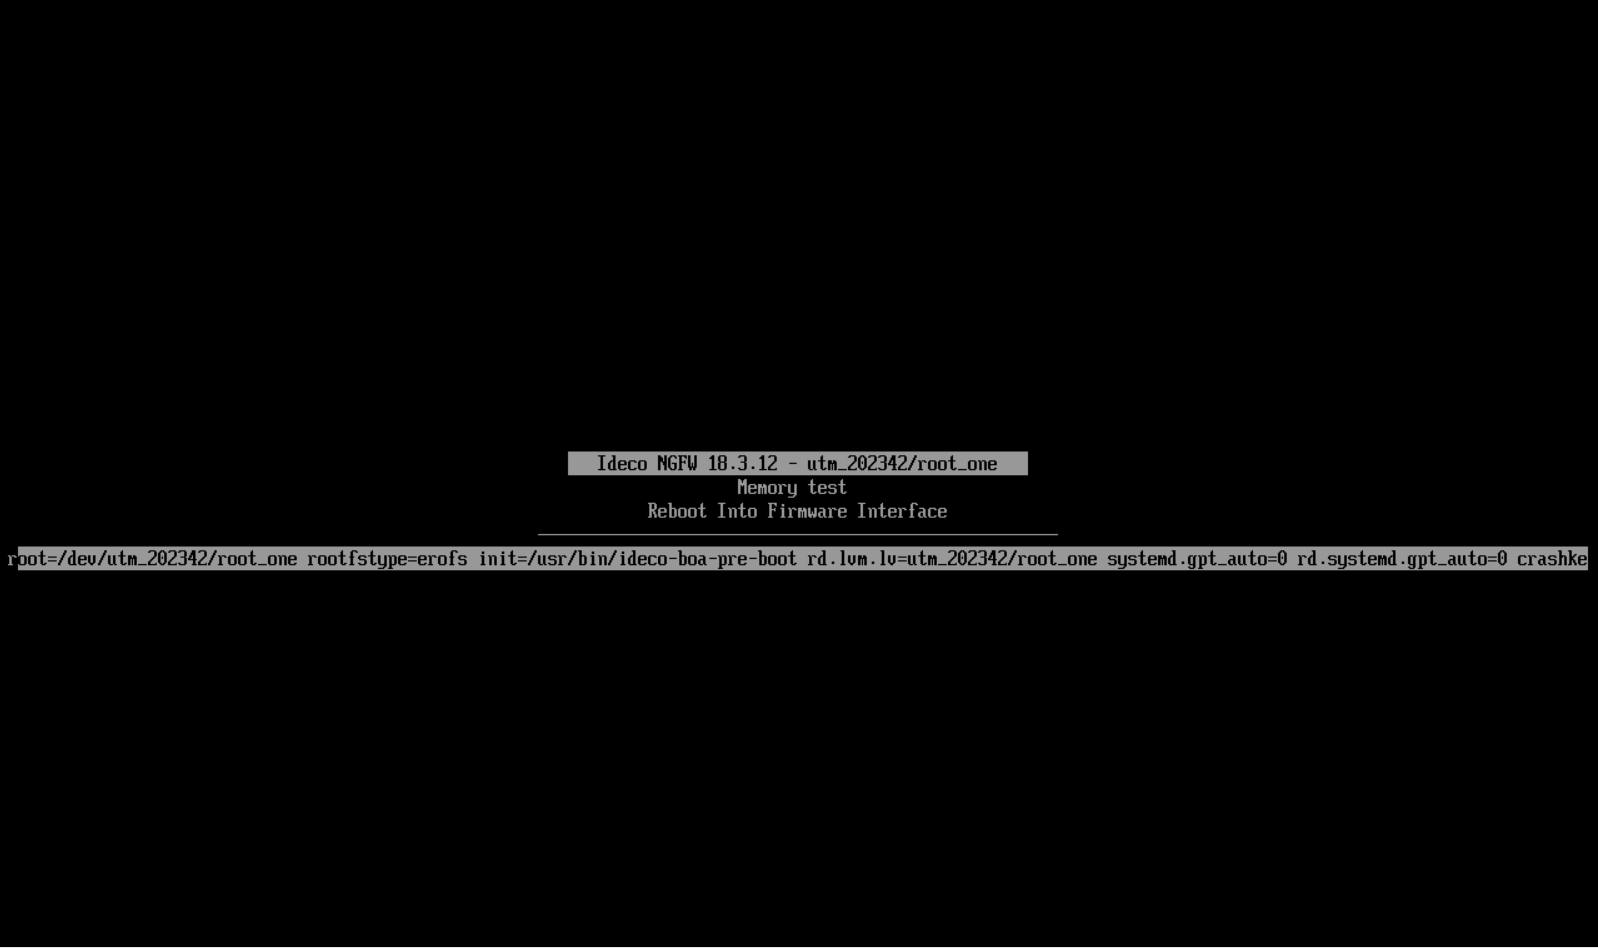 Ideco NGFW 18.3.12 - utm_202342/root_one
Memory test
Reboot Into Firmware Interface
root=/dev/utm_202342/root_one rootfstype=erofs init=/usr/bin/ideco-boa-pre-boot rd.lvm.lv=utm_202342/root_one systemd.gpt_auto=0 rd.systemd.gpt_auto=0 crashke